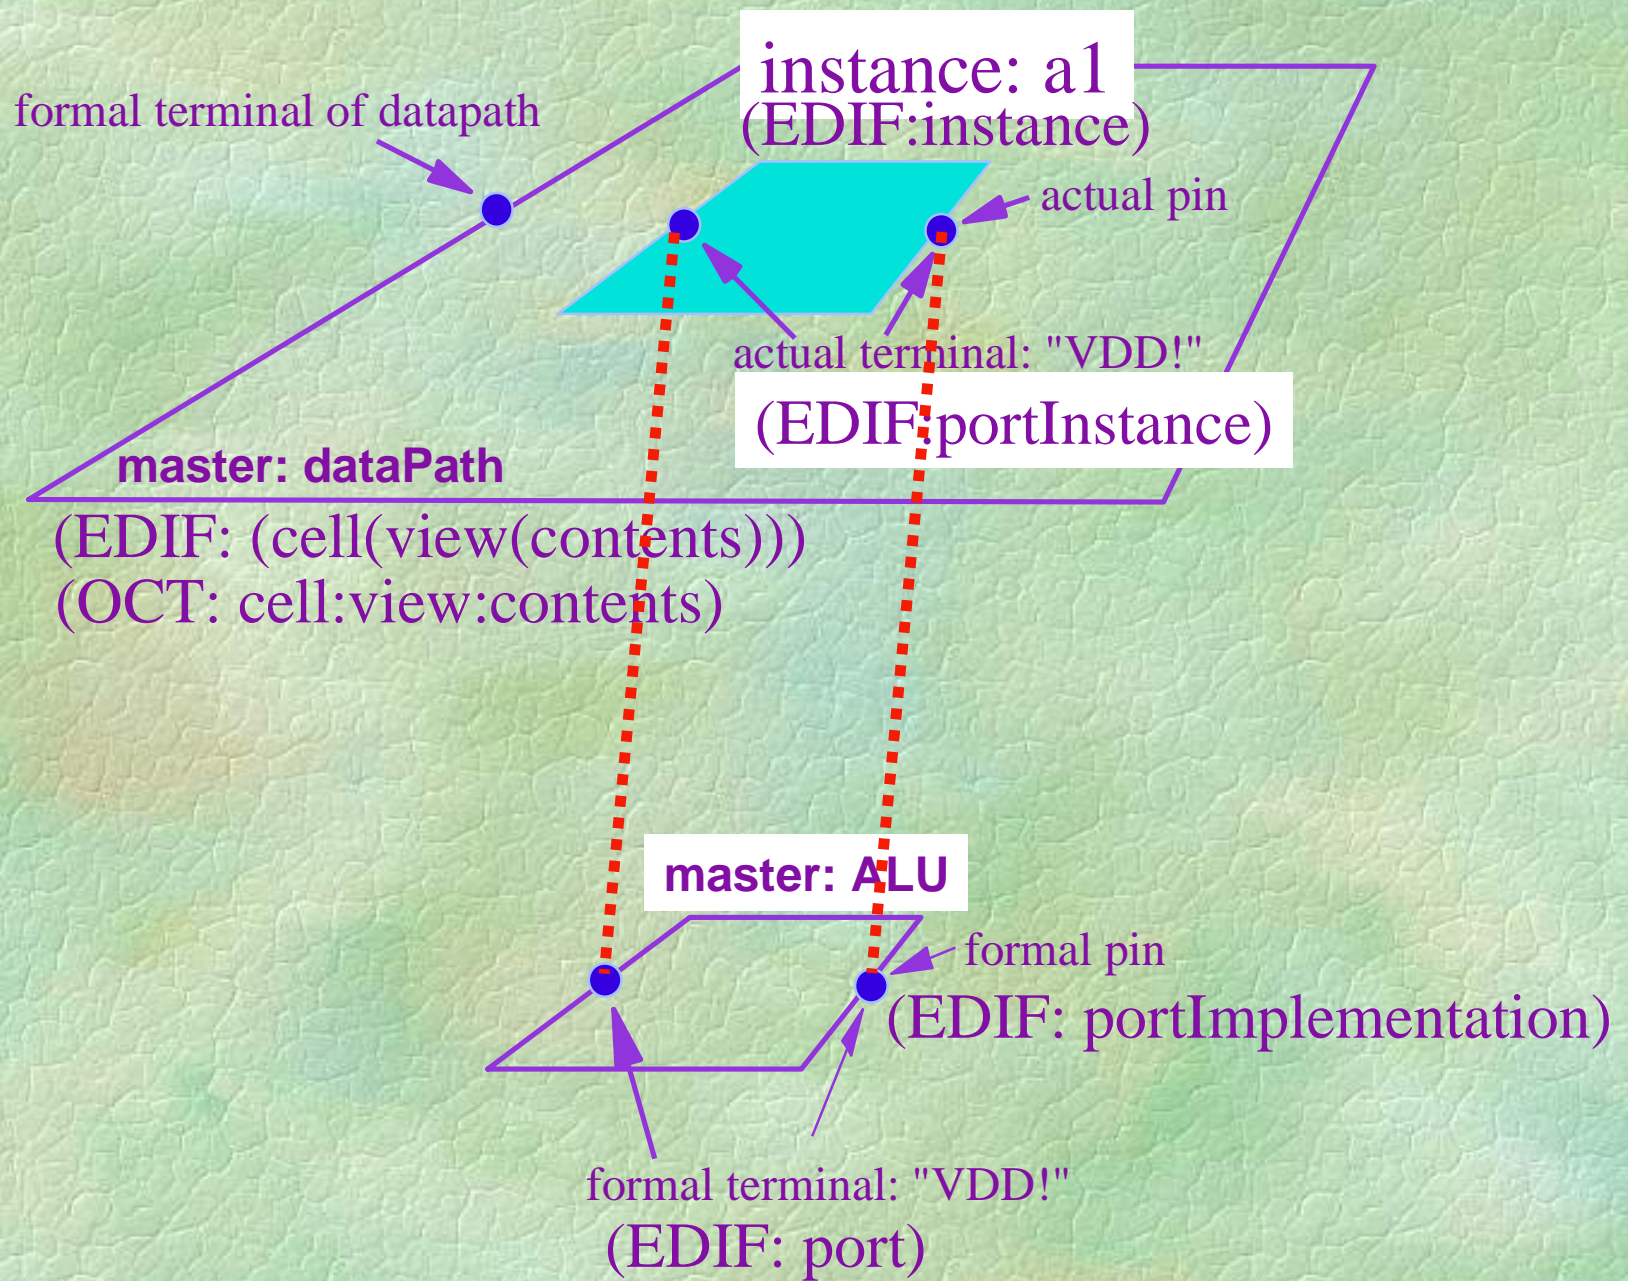 instance: a1
(EDIF:instance)
formal terminal of datapath
actual pin
actual terminal: "VDD!"
(EDIF:portInstance)
master: dataPath
(EDIF: (cell(view(contents)))
(OCT: cell:view:contents)
master: ALU
formal pin
(EDIF: portImplementation)
formal terminal: "VDD!"
(EDIF: port)